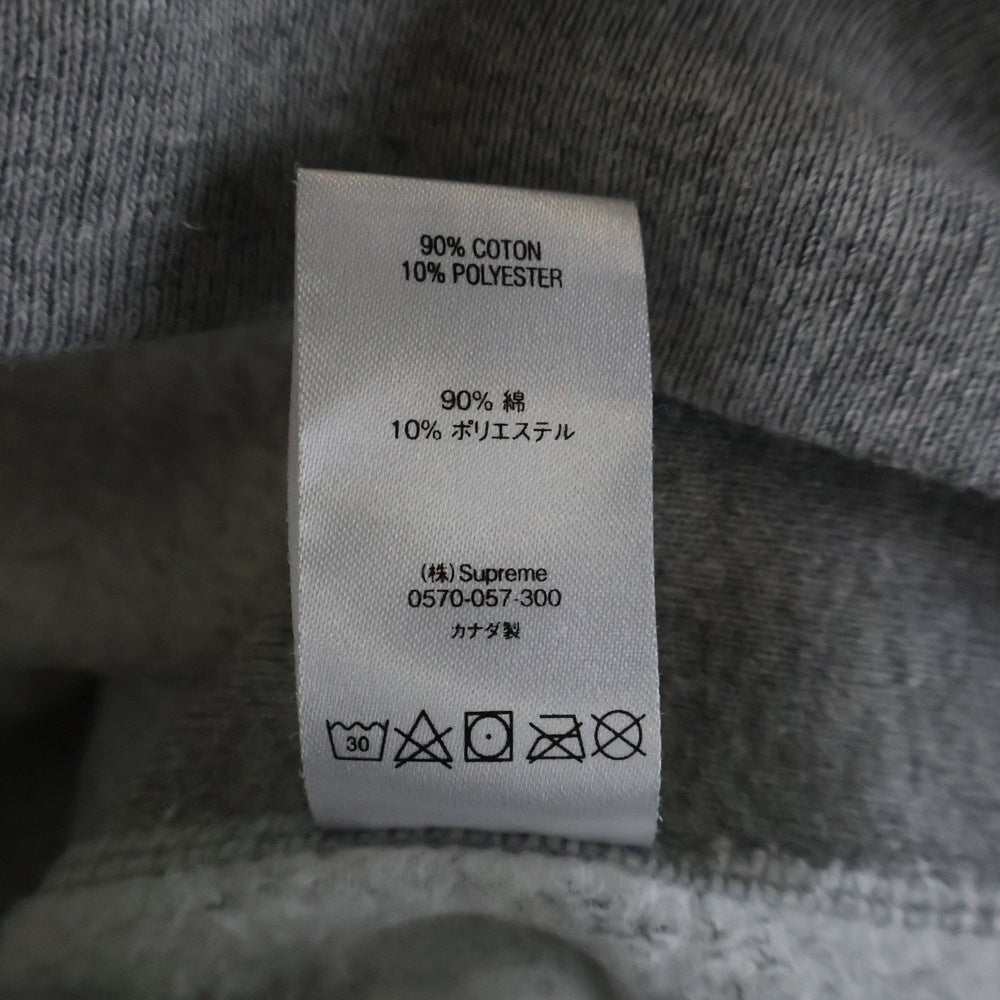 90% COTON
10% POLYESTER
90% 綿
10% ポリエステル
(株)Supreme
0570-057-300
カナダ製
30